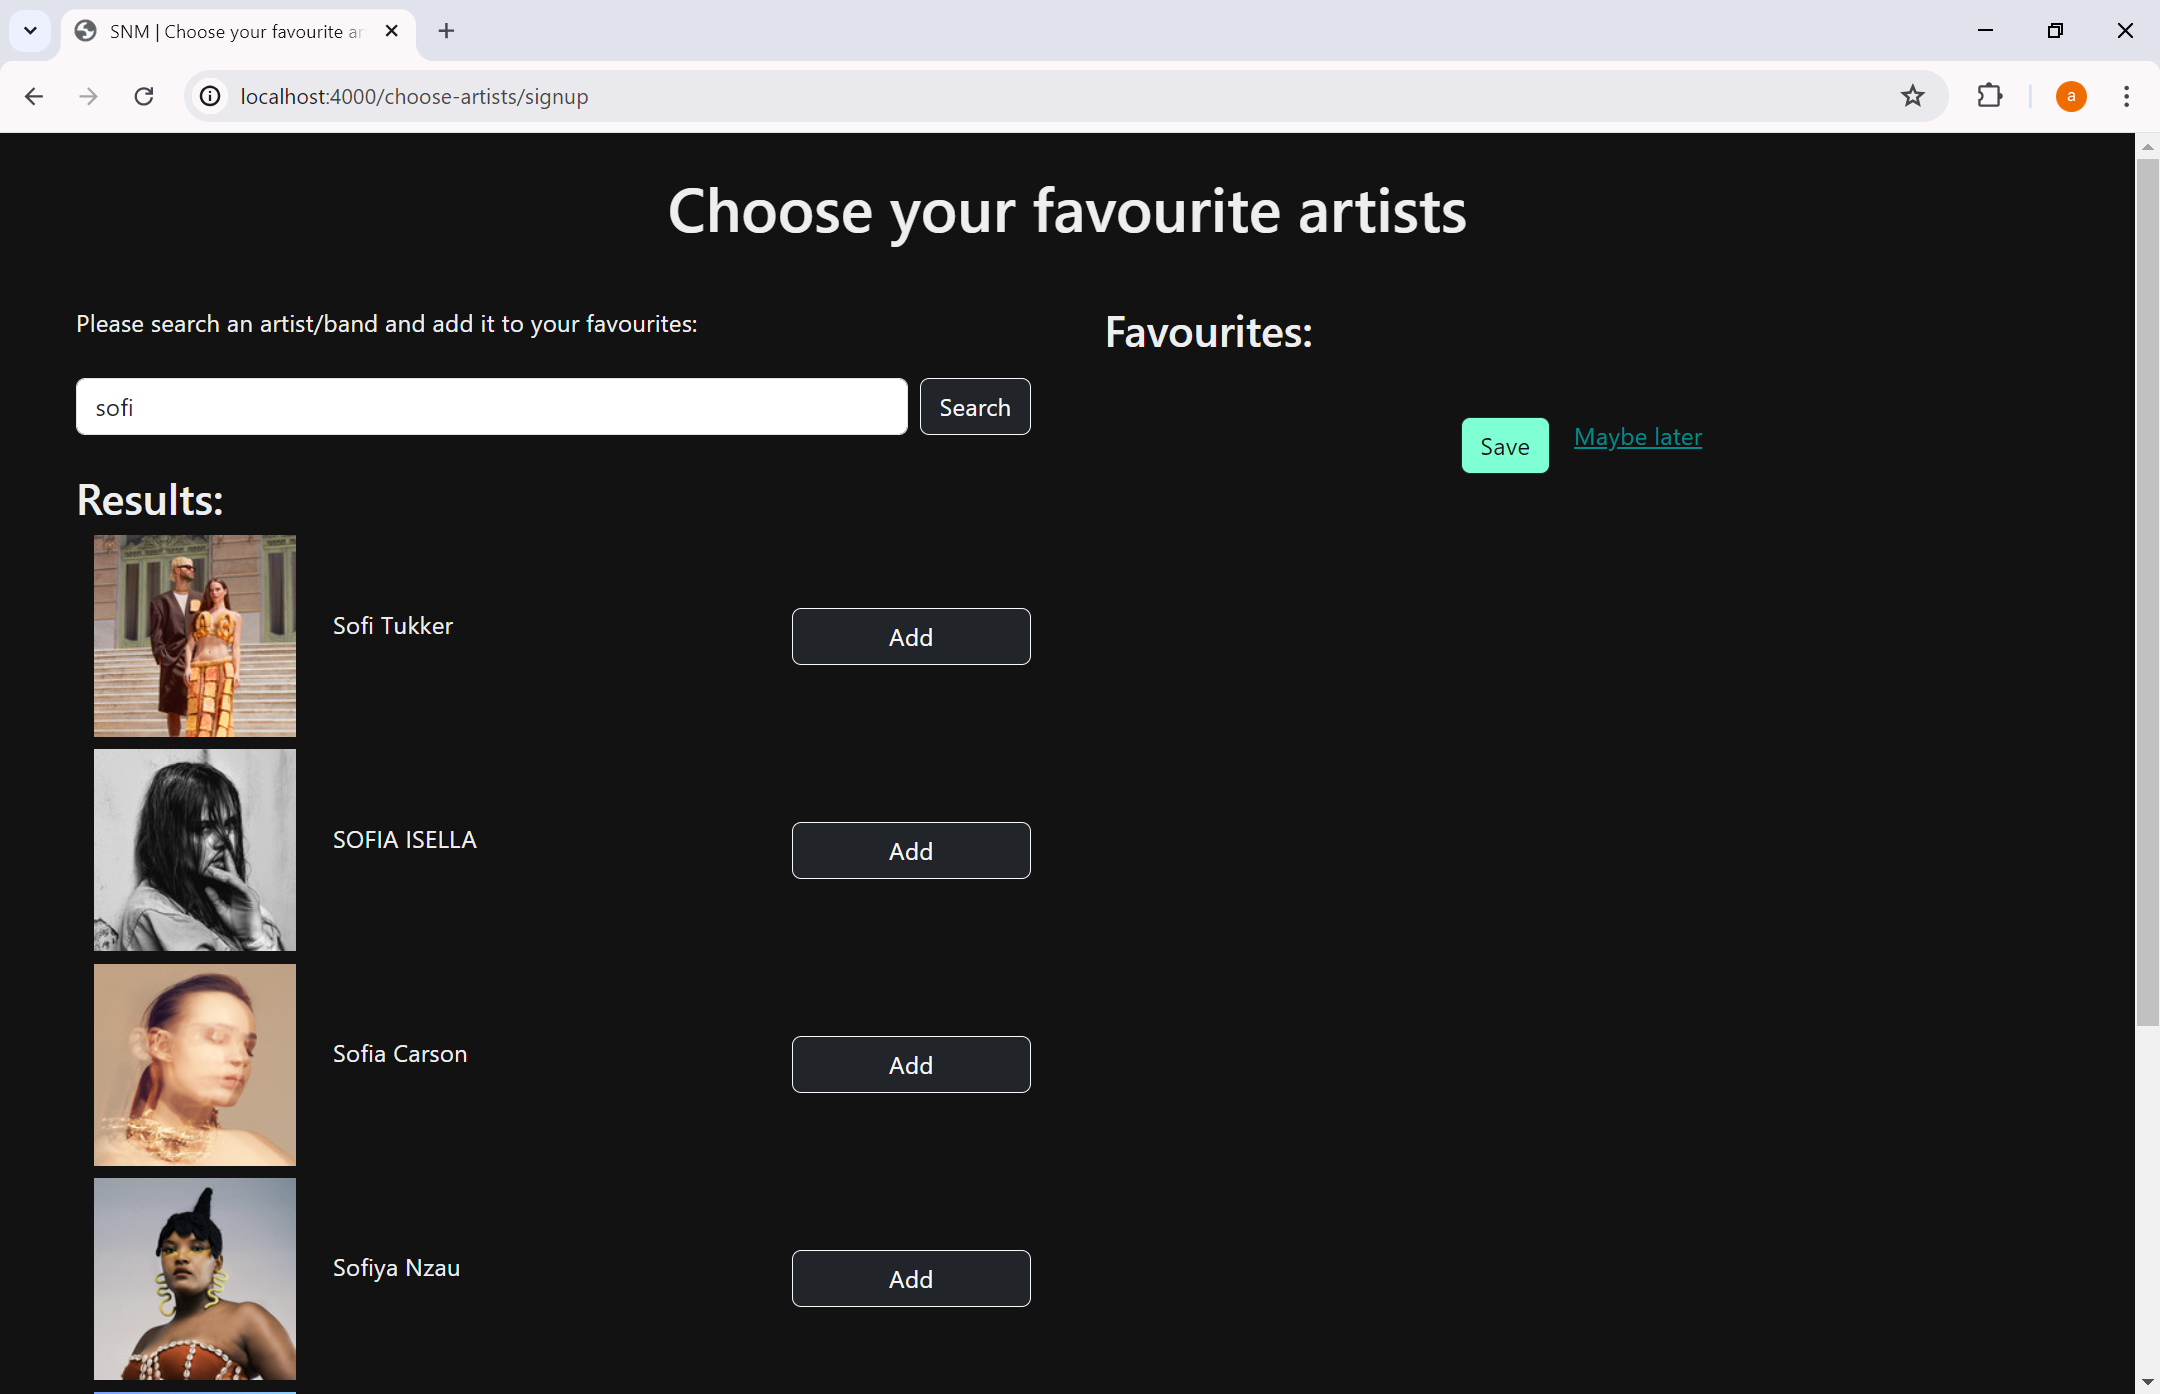 SNM | Choose your favourite ar
localhost:4000/choose-artists/signup
a
Choose your favourite artists
Please search an artist/band and add it to your favourites:
sofi
Search
Results:
Sofi Tukker
Add
SOFIA ISELLA
Add
Sofia Carson
Add
Sofiya Nzau
Add
Favourites:
Save
Maybe later